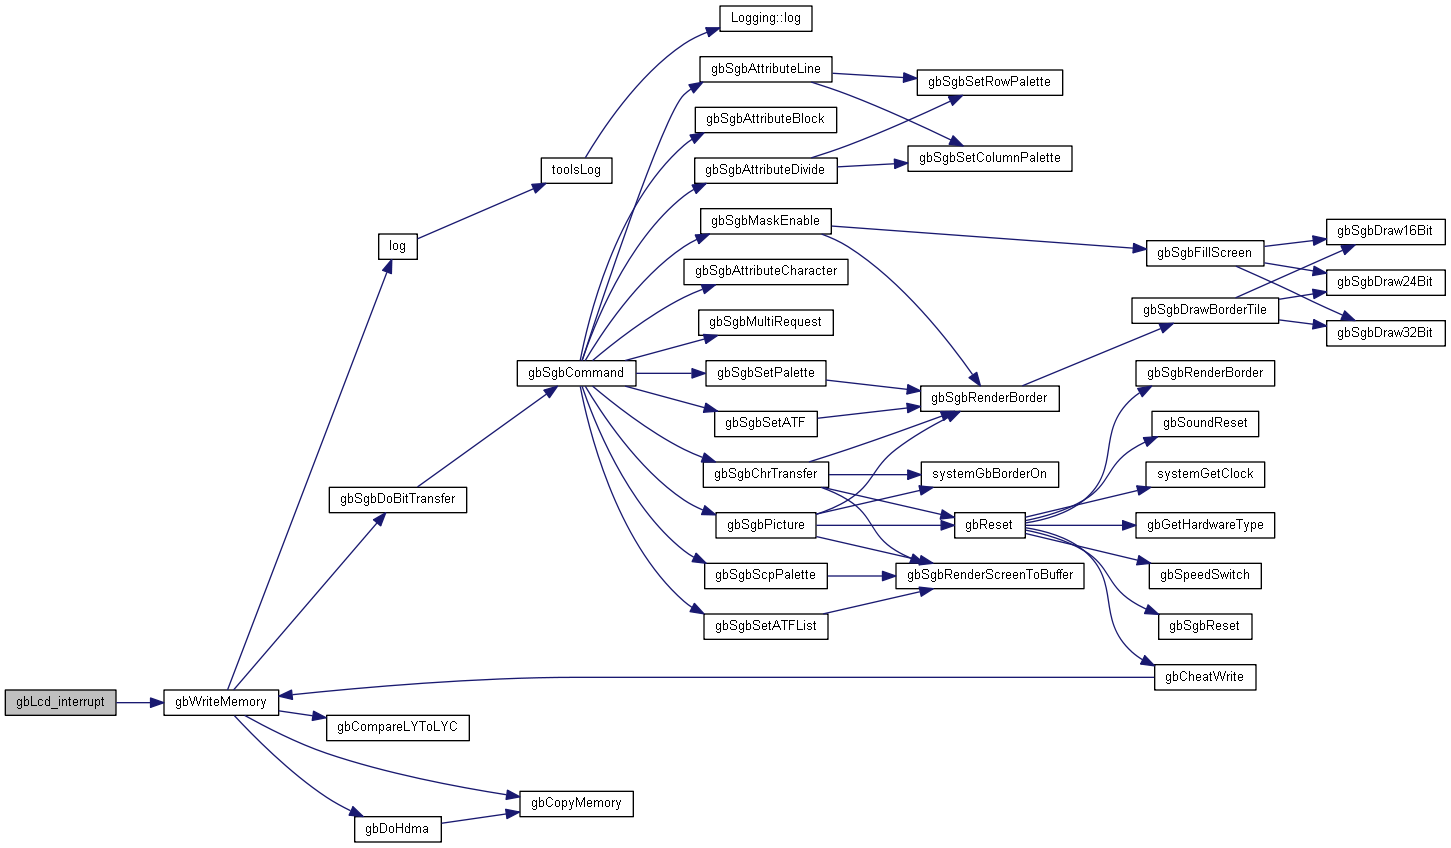 Logging::log
gbSgbAttributeLine
gbSgbSetRowPalette
gbSgbAttributeBlock
gbSgbSetColumnPalette
toolsLog
gbSgbAttributeDivide
gbSgbMaskEnable
gbSgbDraw16Bit
log
gbSgbFillScreen
gbSgbAttributeCharacter
gbSgbDraw24Bit
gbSgbDrawBorderTile
gbSgbMultiRequest
gbSgbDraw32Bit
gbSgbCommand
gbSgbSetPalette
gbSgbRenderBorder
gbSgbRenderBorder
gbSgbSetATF
gbSoundReset
gbSgbChrTransfer
systemGbBorderOn
systemGetClock
gbSgbDoBitTransfer
gbSgbPicture
gbReset
gbGetHardwareType
gbSgbScpPalette
gbSgbRenderScreenToBuffer
gbSpeedSwitch
gbSgbSetATFList
gbSgbReset
gbCheatWrite
gbLcd_interrupt
gbWriteMemory
gbCompareLYToLYC
gbCopyMemory
gbDoHdma